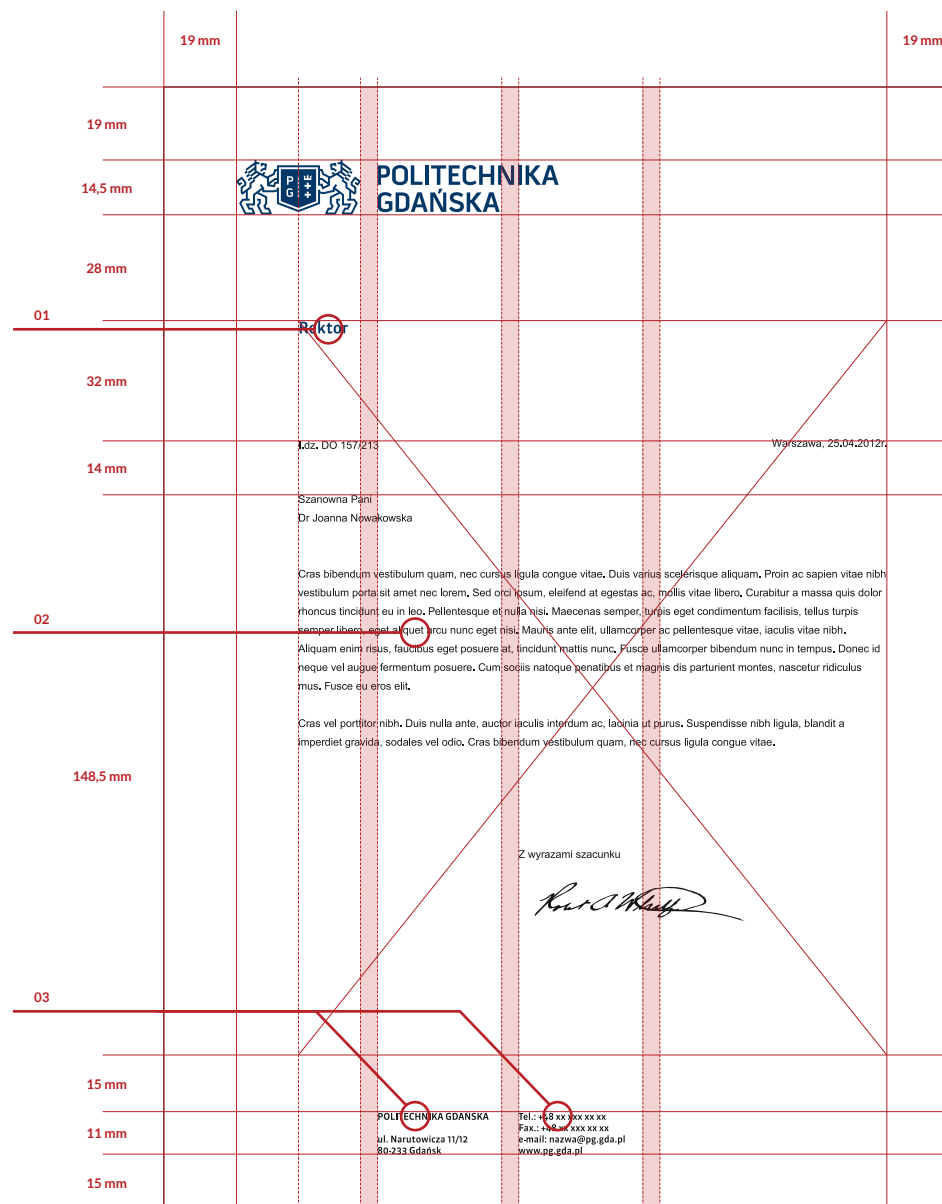 19 mm
19 mm
19 mm
14,5 mm
POLITECHNIKA
GDAŃSKA
P
G
28 mm
01
Rektor
32 mm
Ldz. DO 157/213
Warszawa, 25.04.2012r.
14 mm
Szanowna Pani
Dr Joanna Nowakowska
Cras bibendum vestibulum quam, nec cursus ligula congue vitae. Duis varius scelerisque aliquam. Proin ac sapien vitae nibh
vestibulum porta sit amet nec lorem. Sed orci ipsum, eleifend at egestas ac, mollis vitae libero. Curabitur a massa quis dolor
rhoncus tincidunt eu in leo. Pellentesque et nulla nisi. Maecenas semper, turpis eget condimentum facilisis, tellus turpis
02
semper libero, eget aliquet arcu nunc eget nisi. Mauris ante elit, ullamcorper ac pellentesque vitae, iaculis vitae nibh.
Aliquam enim risus, faucibus eget posuere at, tincidunt mattis nunc. Fusce ullamcorper bibendum nunc in tempus. Donec id
neque vel augue fermentum posuere. Cum sociis natoque penatibus et magnis dis parturient montes, nascetur ridiculus
mus. Fusce eu eros elit.
Cras vel porttitor nibh. Duis nulla ante, auctor iaculis interdum ac, lacinia ut purus. Suspendisse nibh ligula, blandit a
imperdiet gravida, sodales vel odio. Cras bibendum vestibulum quam, nec cursus ligula congue vitae.
148,5 mm
Z wyrazami szacunku
03
15 mm
POLITECHNIKA GDAŃSKA
Tel.: +48 xx xxx xx xx
Fax.: +48 xx xxx xx xx
11 mm
ul. Narutowicza 11/12
e-mail: nazwa@pg.gda.pl
80-233 Gdańsk
www.pg.gda.pl
15 mm